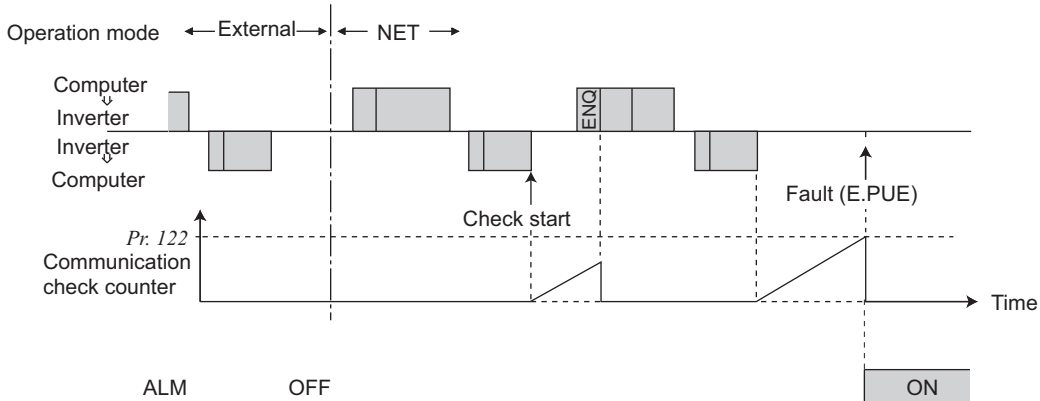 Operation mode
External
NET
Computer
Inverter
Inverter
Computer
ENQ
Check start
Fault (E.PUE)
Pr. 122
Communication
check counter
Time
ALM
OFF
ON